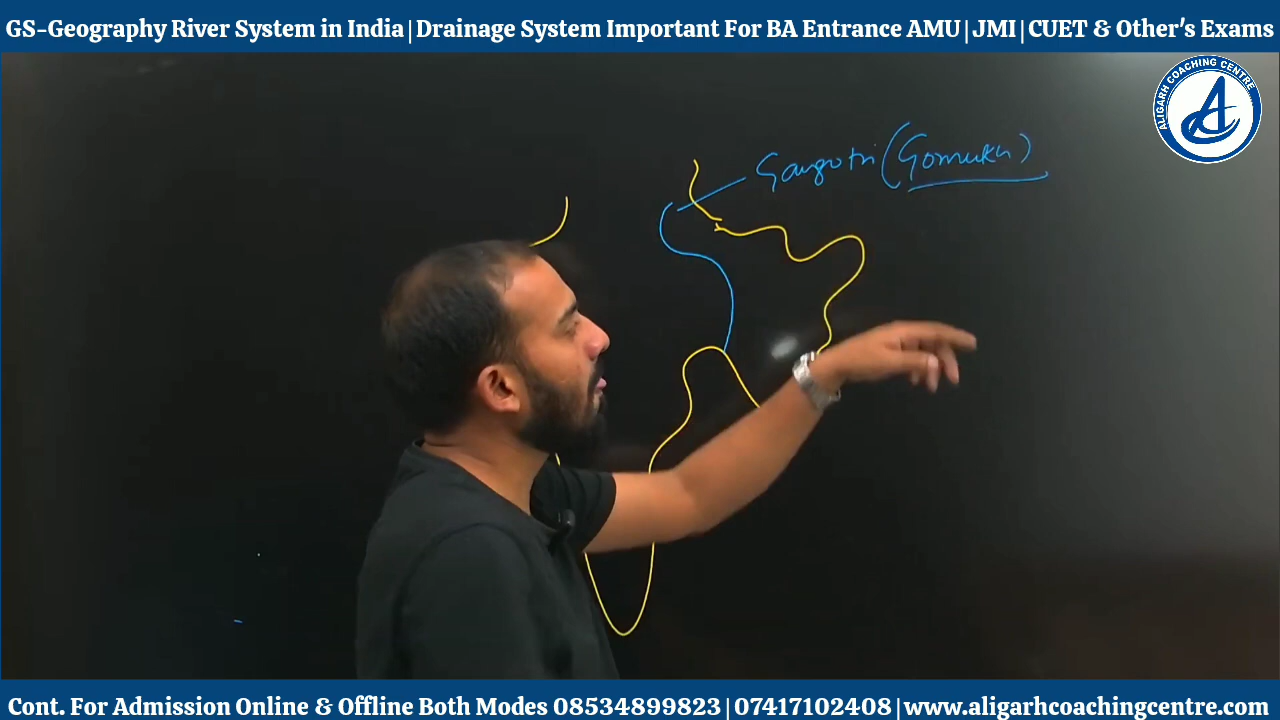 GS-Geography River System in India|Drainage System Important For BA Entrance AMU|JMI|CUET & Other's Exams
ALIGARH COACHING CENTRE
A
Gangotri (Gomukh)
Cont. For Admission Online & Offline Both Modes 08534899823|07417102408|www.aligarhcoachingcentre.com